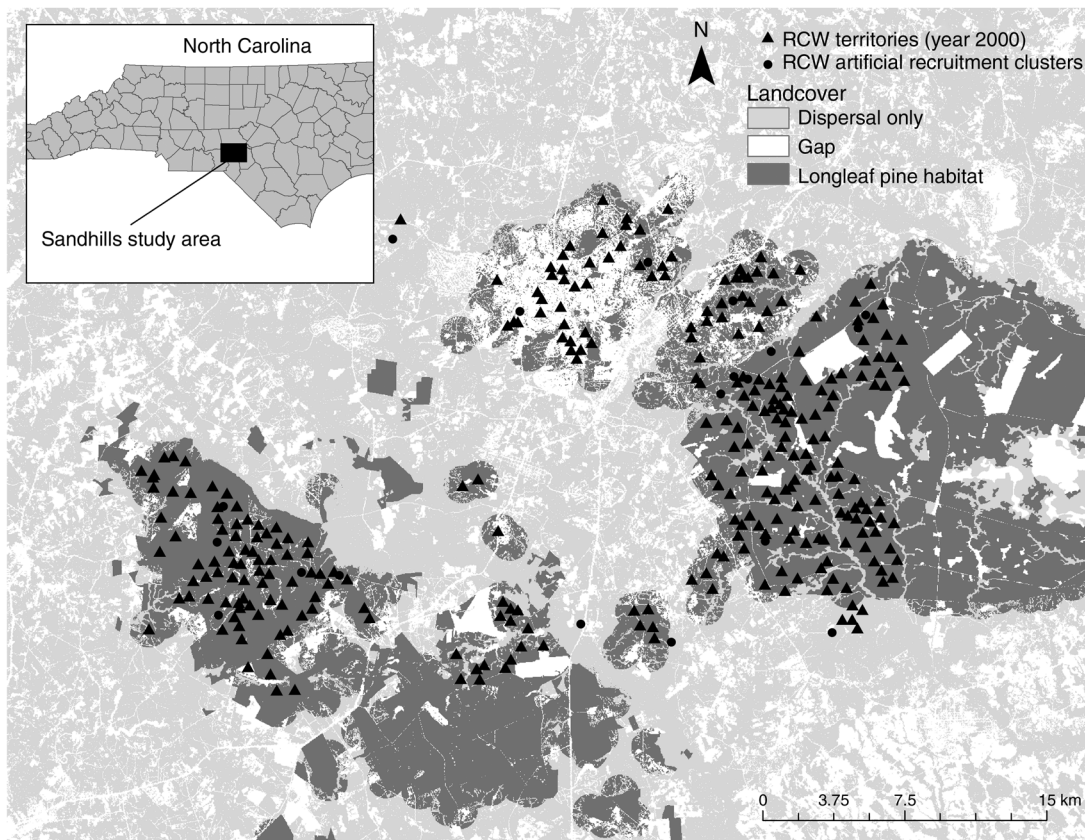 North Carolina
Sandhills study area
N
RCW territories (year 2000)
RCW artificial recruitment clusters
Landcover
Dispersal only
Gap
Longleaf pine habitat
0 3.75 7.5 15 km